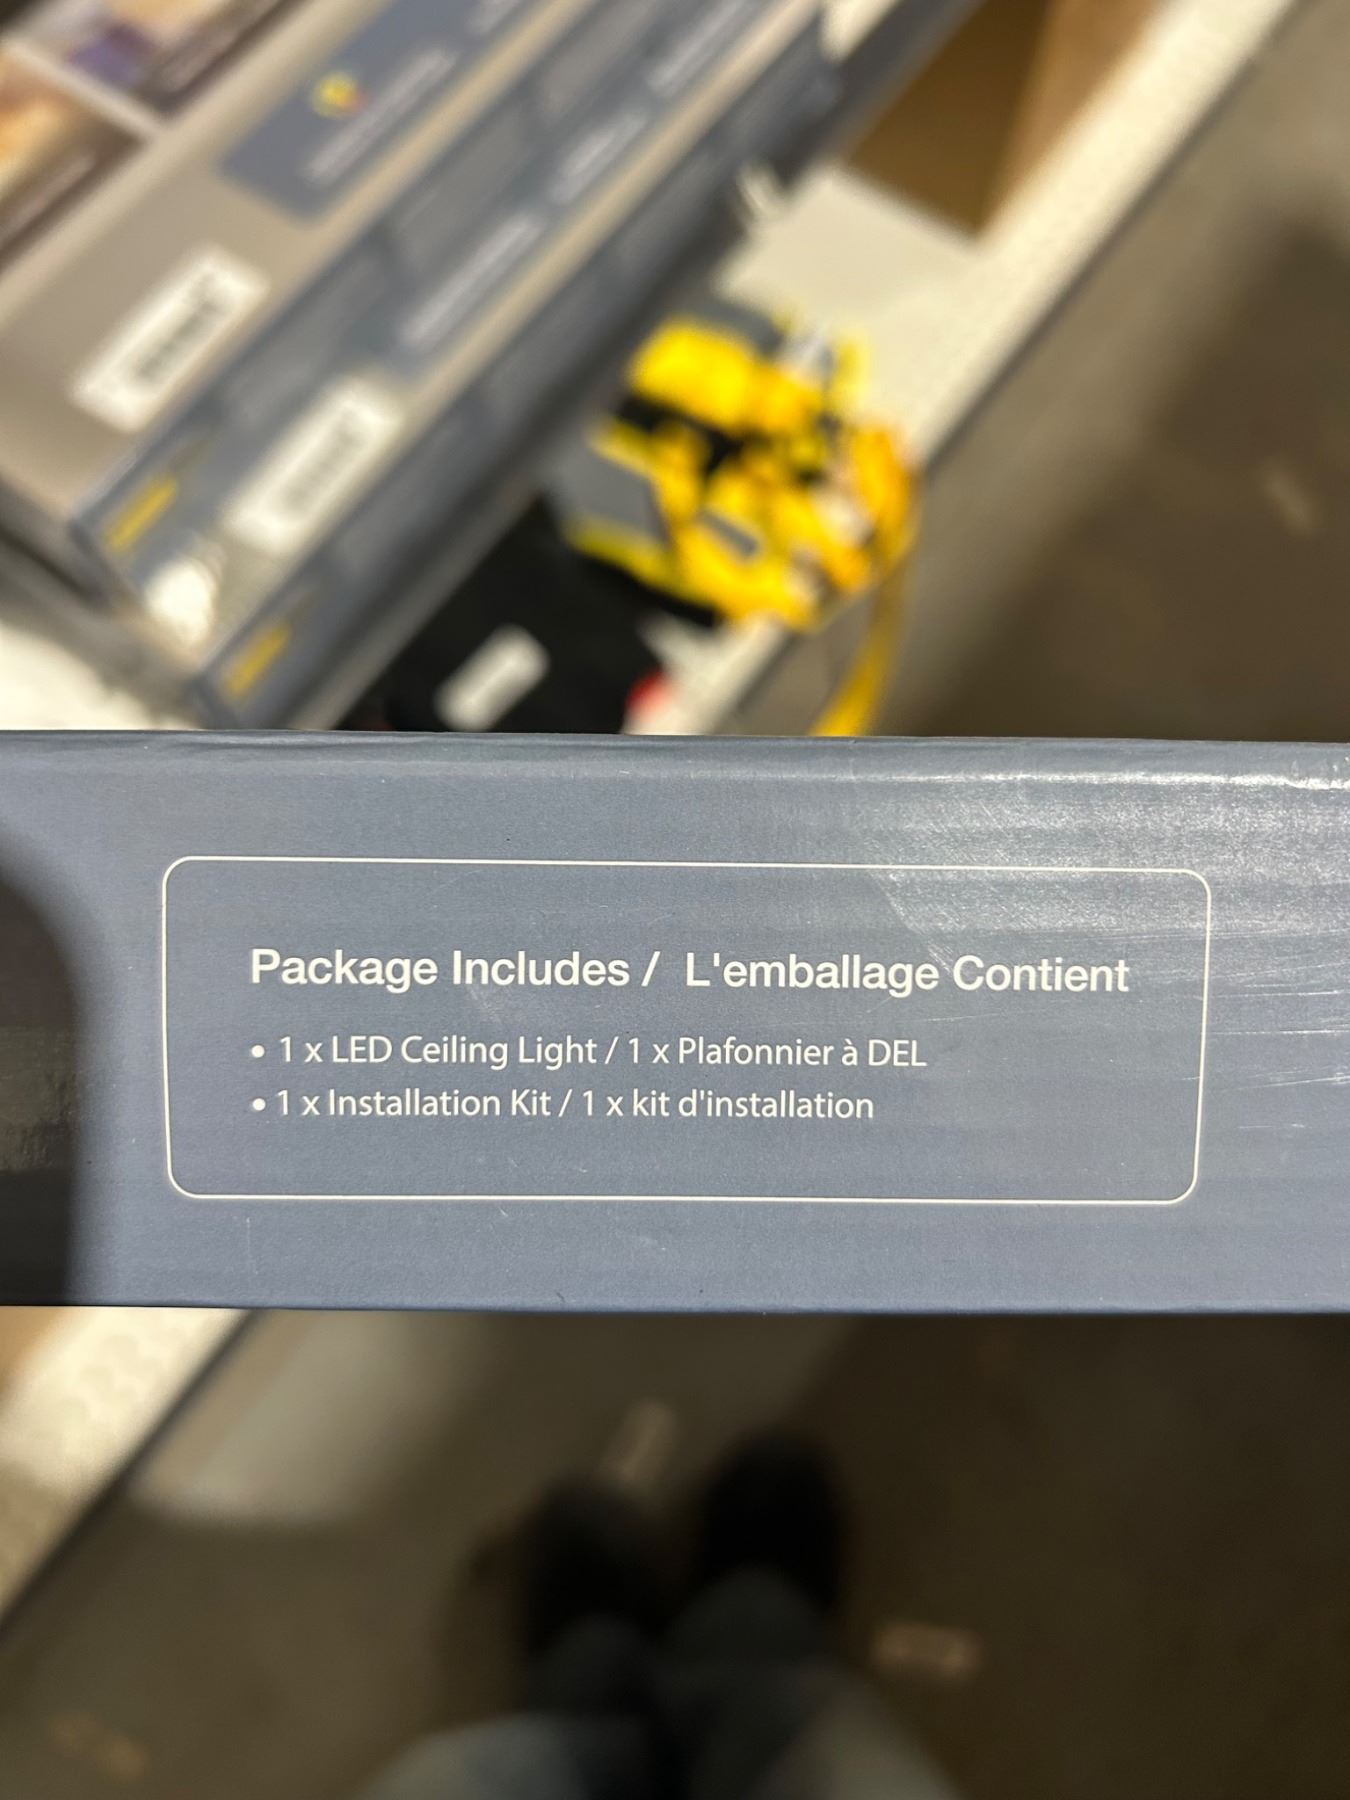 Package Includes / L'emballage Contient
• 1 x LED Ceiling Light / 1 x Plafonnier à DEL
• 1 x Installation Kit / 1 x kit d'installation